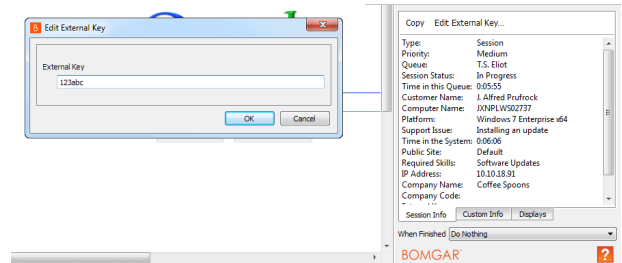 B Edit External Key
External Key
123abc
OK Cancel
Copy Edit External Key...
Type: Session
Priority: Medium
Queue: T.S. Eliot
Session Status: In Progress
Time in this Queue: 0:05:55
Customer Name: J. Alfred Prufrock
Computer Name: JXNPLWS02737
Platform: Windows 7 Enterprise x64
Support Issue: Installing an update
Time in the System: 0:06:06
Public Site: Default
Required Skills: Software Updates
IP Address: 10.10.18.91
Company Name: Coffee Spoons
Company Code:
Session Info Custom Info Displays
When Finished Do Nothing
BOMGAR ?